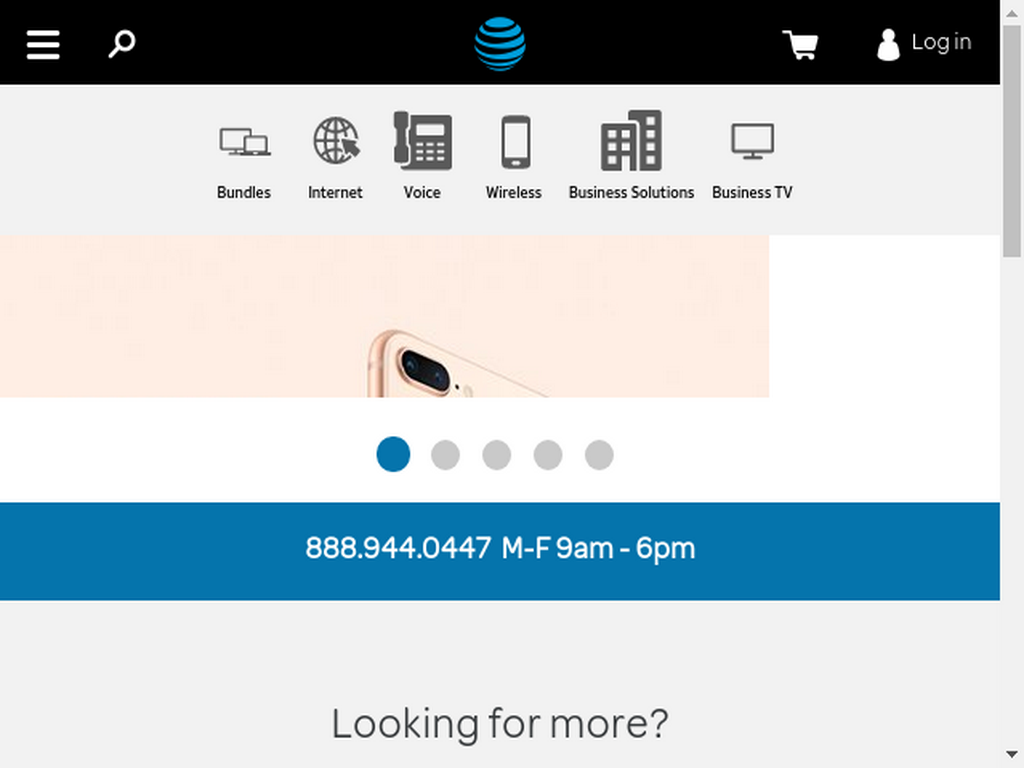 Log in
Bundles Internet Voice Wireless Business Solutions Business TV
888.944.0447 M-F 9am - 6pm
Looking for more?